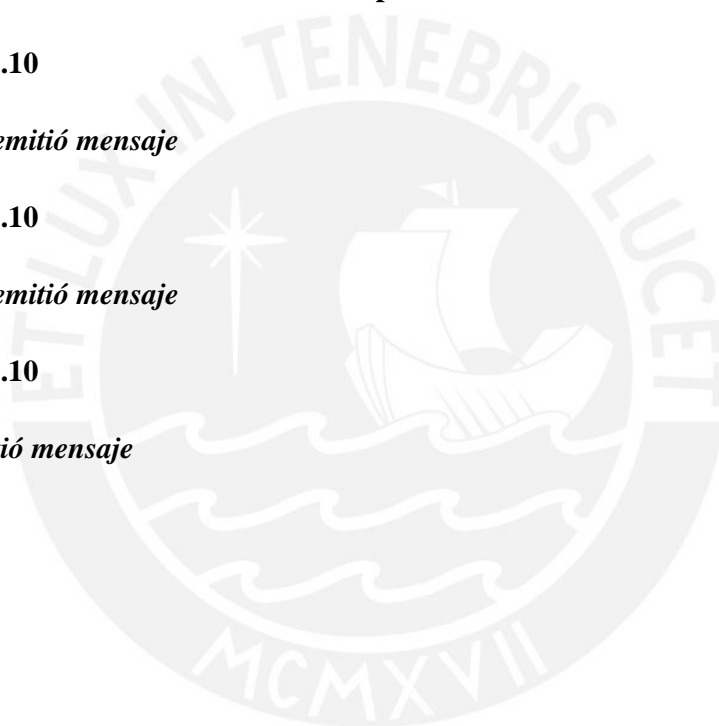 .10
emitió mensaje
.10
emitió mensaje
.10
ió mensaje
ET LUX IN TENEBRIS LUCET
MCMXVII